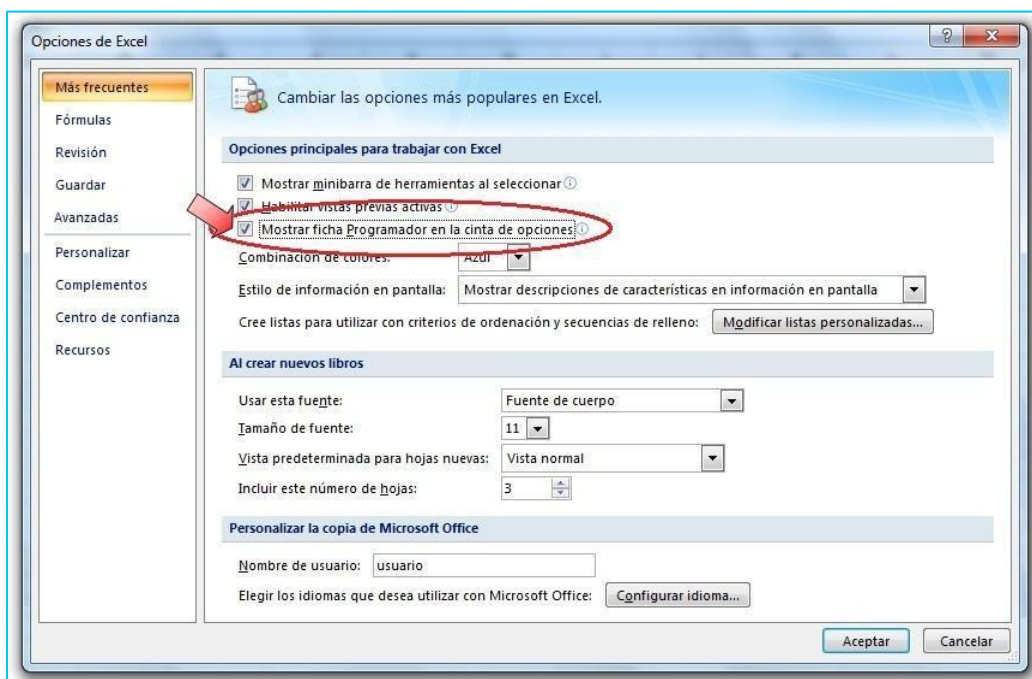 Opciones de Excel
Más frecuentes
Fórmulas
Revisión
Guardar
Avanzadas
Personalizar
Complementos
Centro de confianza
Recursos
Cambiar las opciones más populares en Excel.
Opciones principales para trabajar con Excel
Mostrar minibarra de herramientas al seleccionar
Habilitar vistas previas activas
Mostrar ficha Programador en la cinta de opciones
Combinación de colores: Azul
Estilo de información en pantalla: Mostrar descripciones de características en información en pantalla
Cree listas para utilizar con criterios de ordenación y secuencias de relleno: Modificar listas personalizadas...
Al crear nuevos libros
Usar esta fuente: Fuente de cuerpo
Tamaño de fuente: 11
Vista predeterminada para hojas nuevas: Vista normal
Incluir este número de hojas: 3
Personalizar la copia de Microsoft Office
Nombre de usuario: usuario
Elegir los idiomas que desea utilizar con Microsoft Office: Configurar idioma...
Aceptar Cancelar